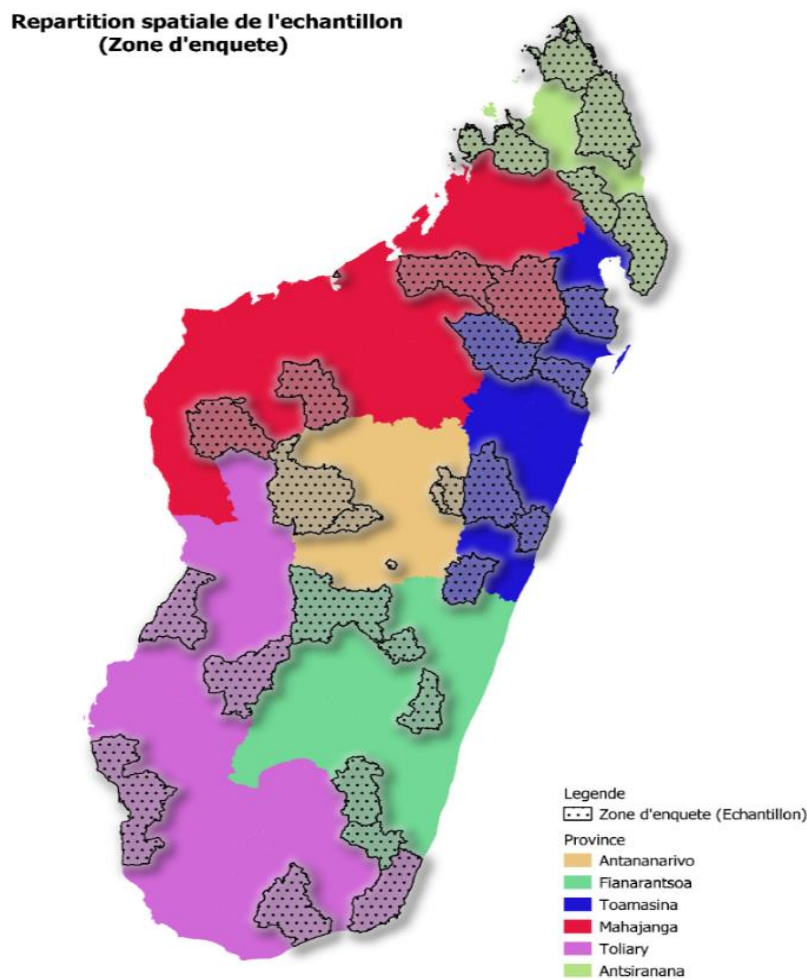 Repartition spatiale de l'echantillon
(Zone d'enquete)
Legende
Zone d'enquete (Echantillon)
Province
Antananarivo
Fianarantsoa
Toamasina
Mahajanga
Toliary
Antsiranana